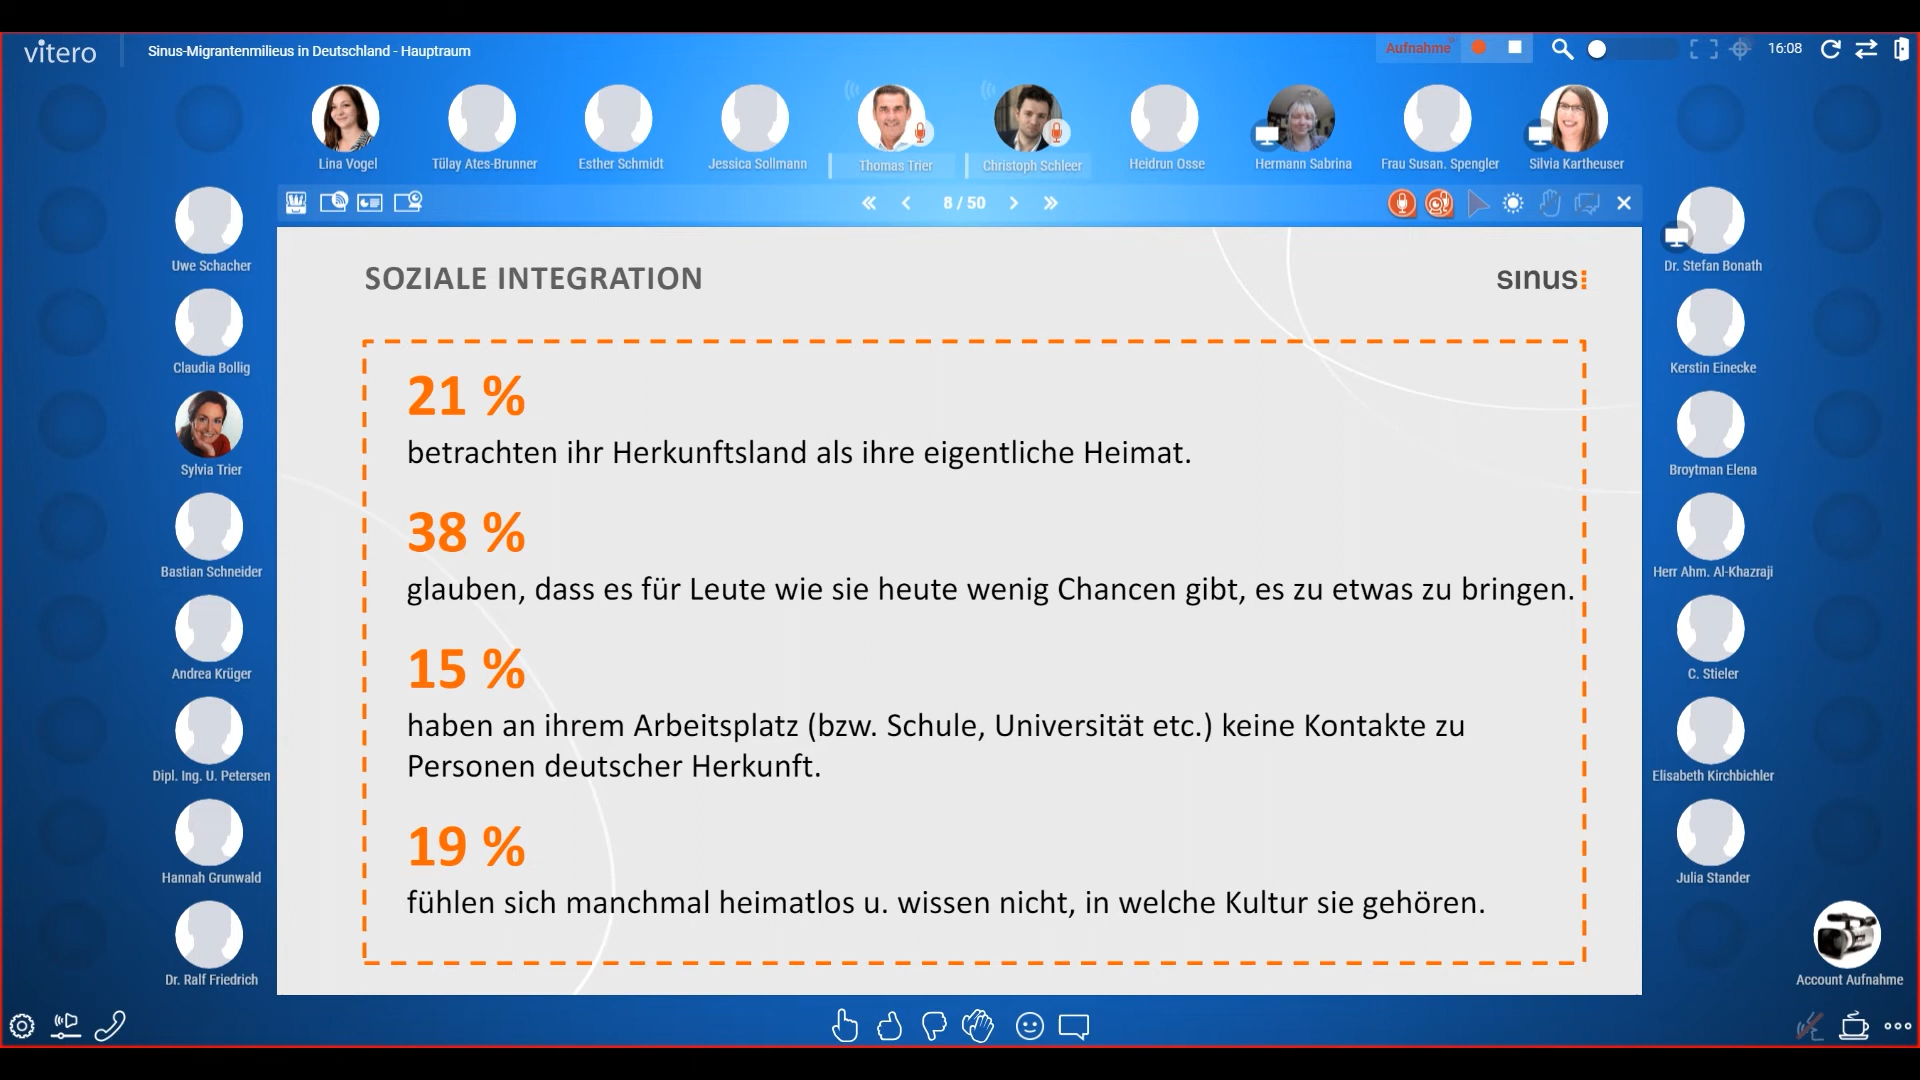 vitero
Sinus-Migrantenmilieus in Deutschland - Hauptraum
Aufnahme
16:08
Lina Vogel
Tülay Ates-Brunner
Esther Schmidt
Jessica Sollmann
Thomas Trier
Christoph Schleer
Heidrun Osse
Hermann Sabrina
Frau Susan. Spengler
Silvia Kartheuser
8 / 50
Uwe Schacher
Claudia Bollig
Sylvia Trier
Bastian Schneider
Andrea Krüger
Dipl. Ing. U. Petersen
Hannah Grunwald
Dr. Ralf Friedrich
SOZIALE INTEGRATION
sinus
21 %
betrachten ihr Herkunftsland als ihre eigentliche Heimat.
38 %
glauben, dass es für Leute wie sie heute wenig Chancen gibt, es zu etwas zu bringen.
15 %
haben an ihrem Arbeitsplatz (bzw. Schule, Universität etc.) keine Kontakte zu
Personen deutscher Herkunft.
19 %
fühlen sich manchmal heimatlos u. wissen nicht, in welche Kultur sie gehören.
Dr. Stefan Bonath
Kerstin Einecke
Broytman Elena
Herr Ahm. Al-Khazraji
C. Stieler
Elisabeth Kirchbichler
Julia Stander
Account Aufnahme